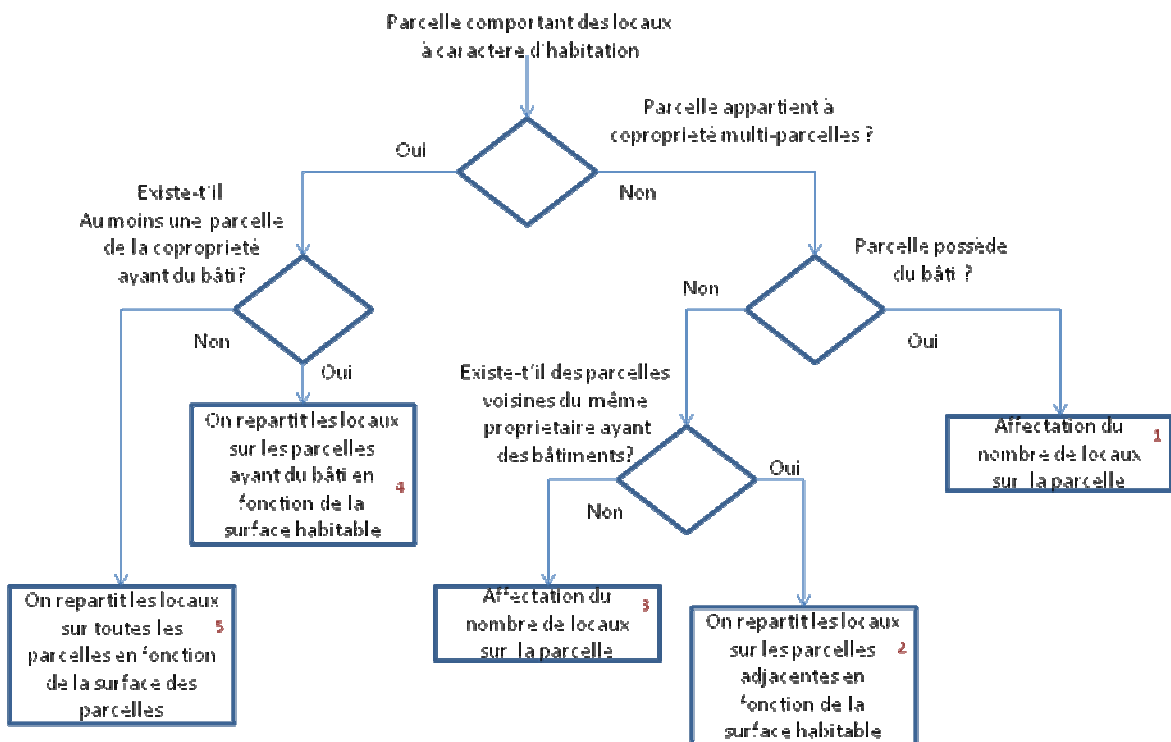 Parcelle comportant des locaux
à caractere d'habitation
Parcelle appartient à
coproprieté multi-parcelles ?
Oui
Non
Existe-t'il
Au moins une parcelle
de la coproprieté
ayant du bâti?
Parcelle possède
du bâti ?
Non
Oui
Non
Oui
Existe-t'il des parcelles
voisines du même
proprietaire ayant
des bâtiments?
Oui
Non
On repartit les locaux
sur les parcelles
ayant du bâti en
fonction de la
surface habitable
4
Affectation du
nombre de locaux
sur la parcelle
1
On repartit les locaux
sur toutes les
parcelles en fonction
de la surface des
parcelles
5
Affectation du
nombre de locaux
sur la parcelle
3
On repartit les locaux
sur les parcelles
adjacentes en
fonction de la
surface habitable
2